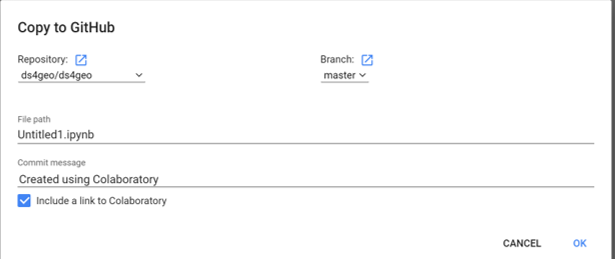 Copy to GitHub
Repository: Branch:
ds4geo/ds4geo master
File path
Untitled1.ipynb
Commit message
Created using Colaboratory
Include a link to Colaboratory
CANCEL OK